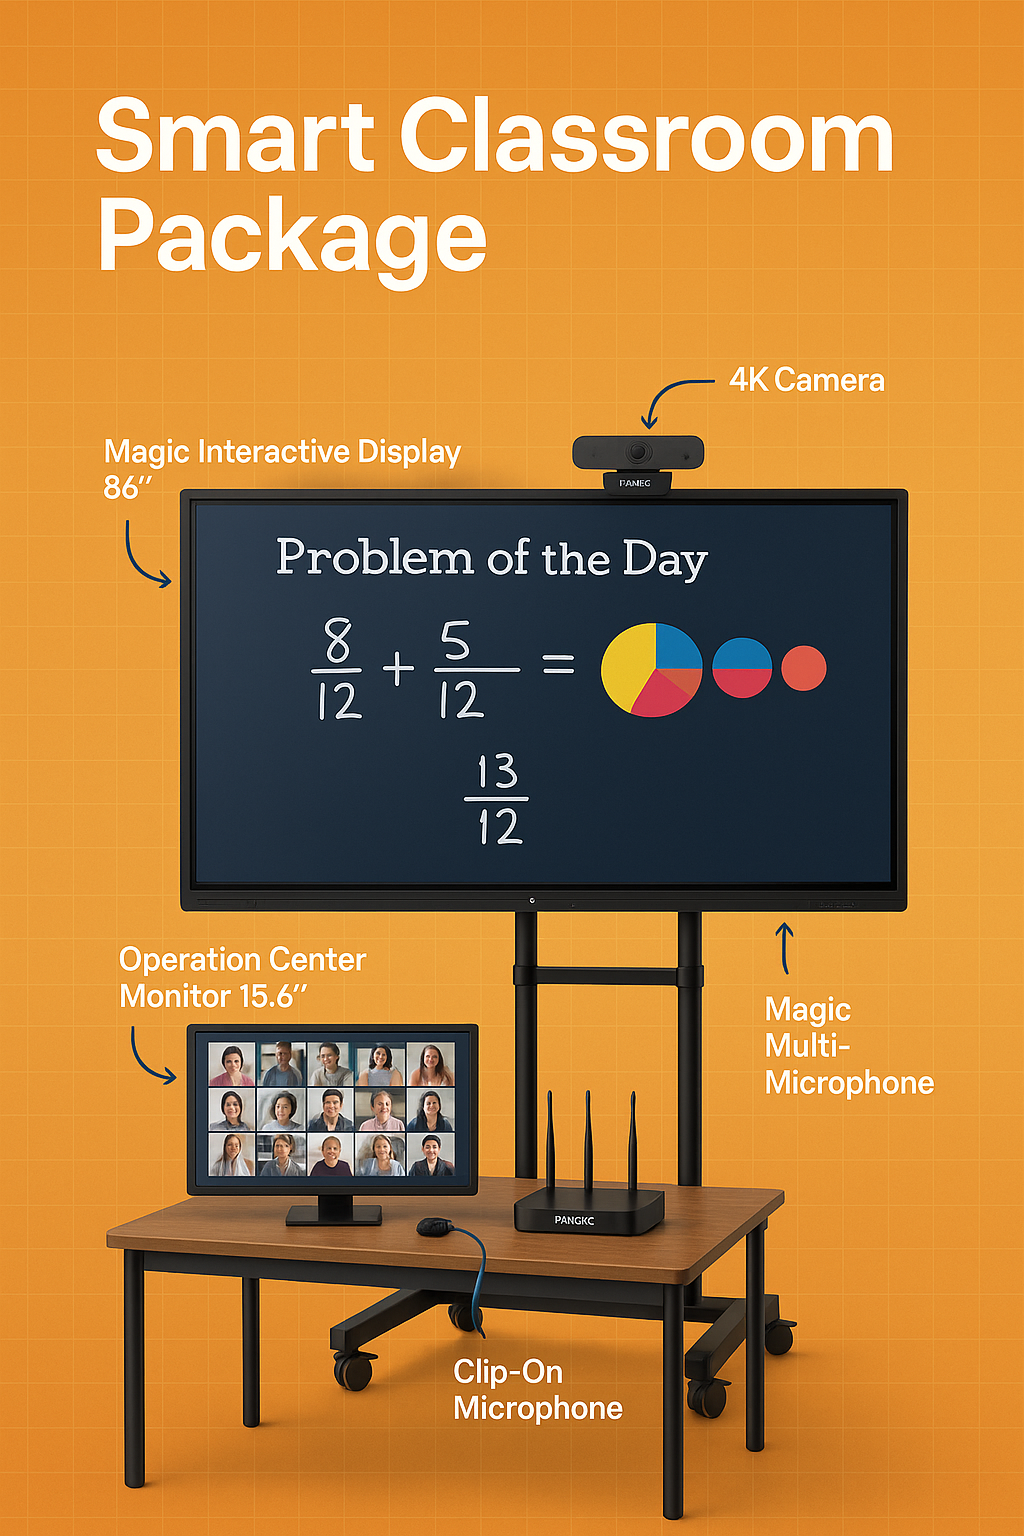 Smart Classroom
Package
4K Camera
Magic Interactive Display
86″
PANEC
Problem of the Day
8/12 + 5/12 =
13/12
Operation Center
Monitor 15.6″
Magic
Multi-
Microphone
PANGKC
Clip-On
Microphone